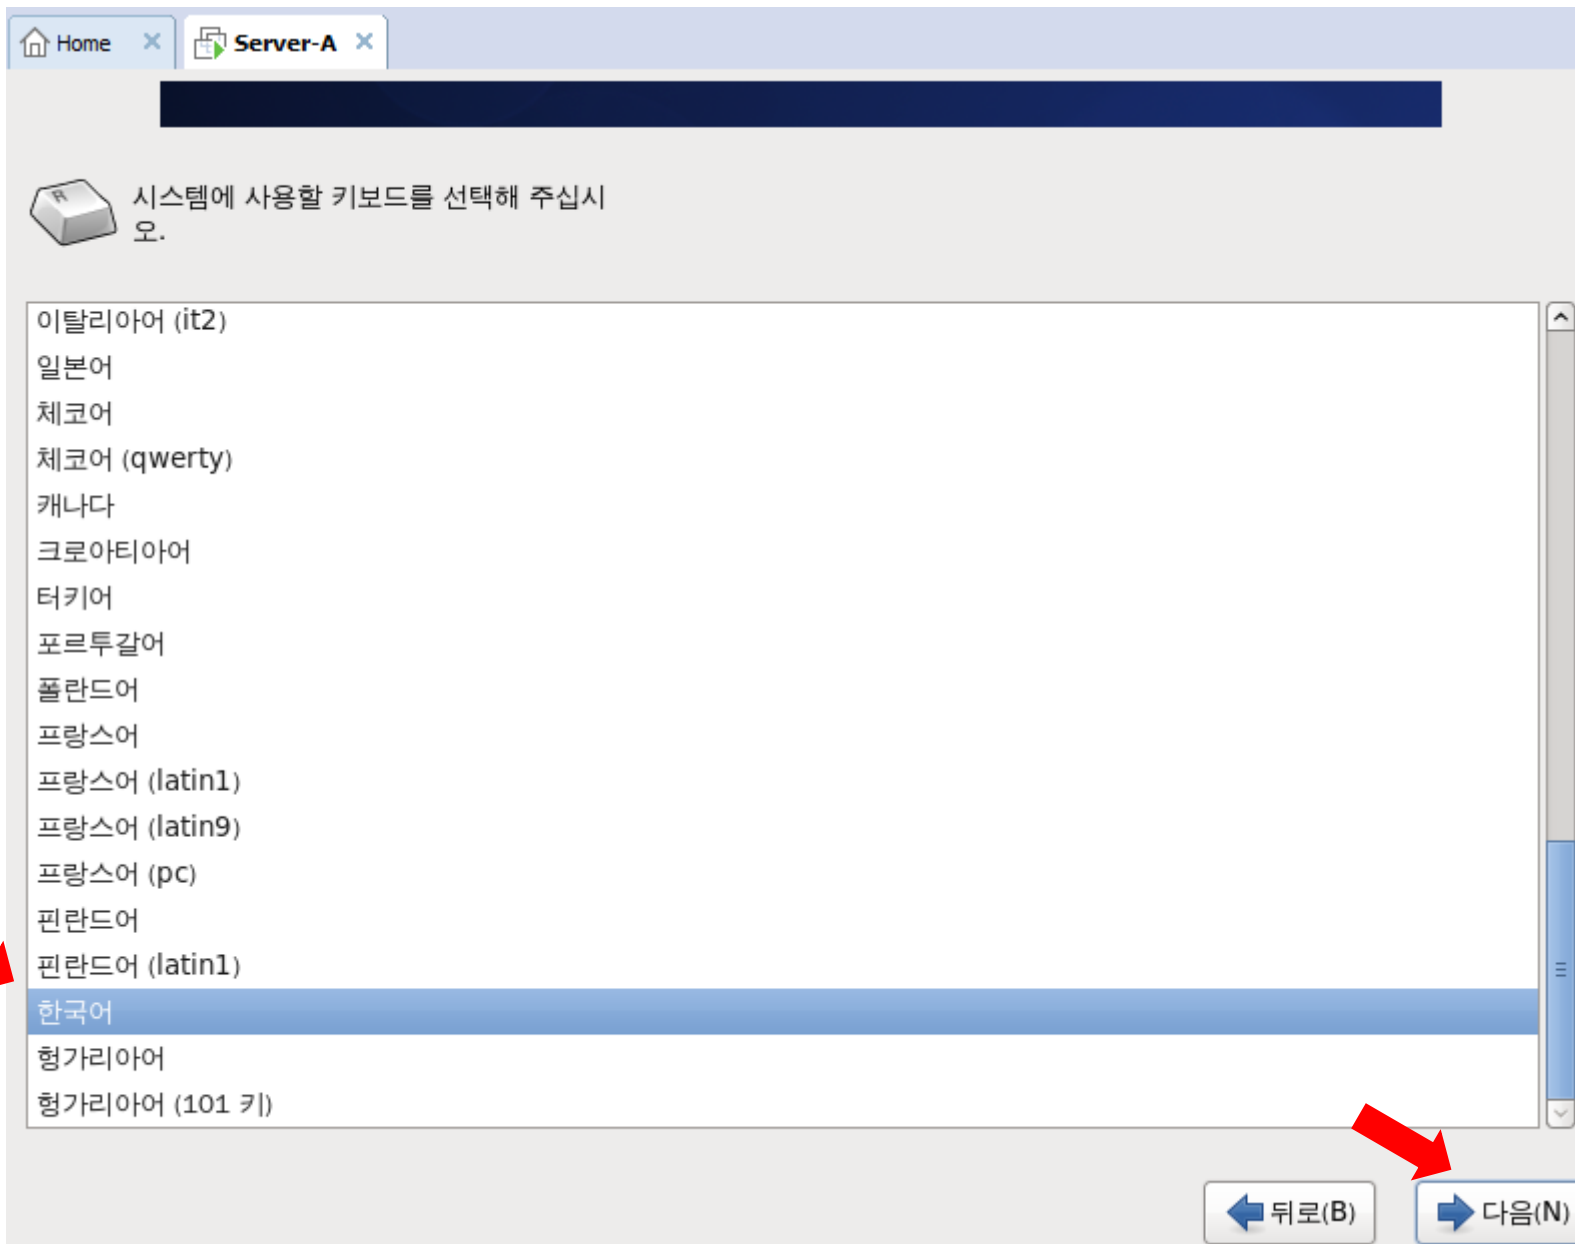 Home
Server-A
R
시스템에 사용할 키보드를 선택해 주십시
오.
이탈리아어 (it2)
일본어
체코어
체코어 (qwerty)
캐나다
크로아티아어
터키어
포르투갈어
폴란드어
프랑스어
프랑스어 (latin1)
프랑스어 (latin9)
프랑스어 (pc)
핀란드어
핀란드어 (latin1)
한국어
헝가리아어
헝가리아어 (101 키)
뒤로(B)
다음(N)